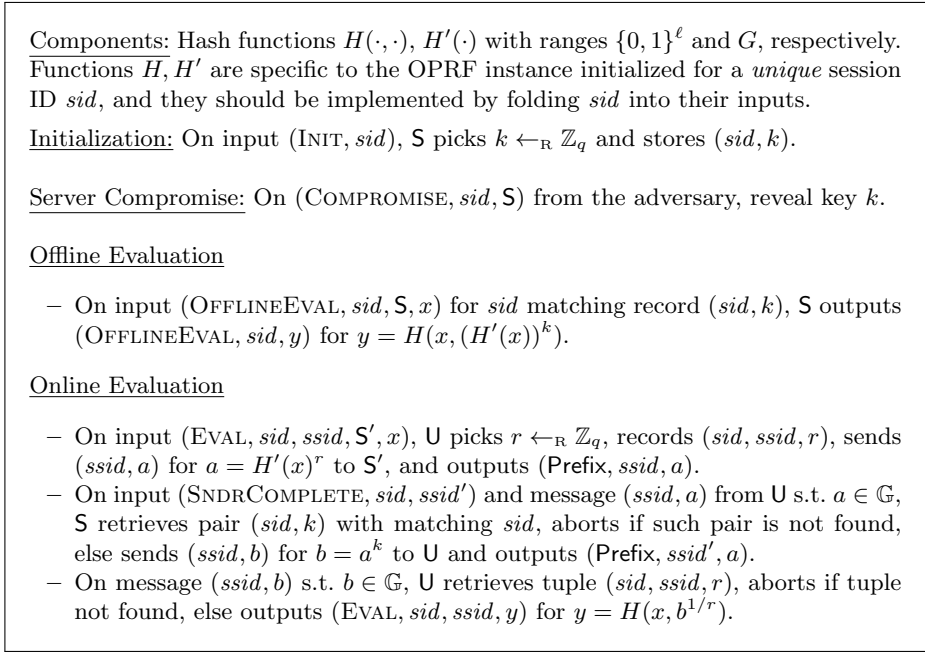 Components: Hash functions H(·, ·), H′(·) with ranges {0, 1}^ℓ and G, respectively.
Functions H, H′ are specific to the OPRF instance initialized for a unique session
ID sid, and they should be implemented by folding sid into their inputs.
Initialization: On input (INIT, sid), S picks k ←_R ℤ_q and stores (sid, k).
Server Compromise: On (COMPROMISE, sid, S) from the adversary, reveal key k.
Offline Evaluation
– On input (OFFLINEEVAL, sid, S, x) for sid matching record (sid, k), S outputs
(OFFLINEEVAL, sid, y) for y = H(x, (H′(x))^k).
Online Evaluation
– On input (EVAL, sid, ssid, S′, x), U picks r ←_R ℤ_q, records (sid, ssid, r), sends
(ssid, a) for a = H′(x)^r to S′, and outputs (Prefix, ssid, a).
– On input (SNDRCOMPLETE, sid, ssid′) and message (ssid, a) from U s.t. a ∈ 𝔾,
S retrieves pair (sid, k) with matching sid, aborts if such pair is not found,
else sends (ssid, b) for b = a^k to U and outputs (Prefix, ssid′, a).
– On message (ssid, b) s.t. b ∈ 𝔾, U retrieves tuple (sid, ssid, r), aborts if tuple
not found, else outputs (EVAL, sid, ssid, y) for y = H(x, b^{1/r}).